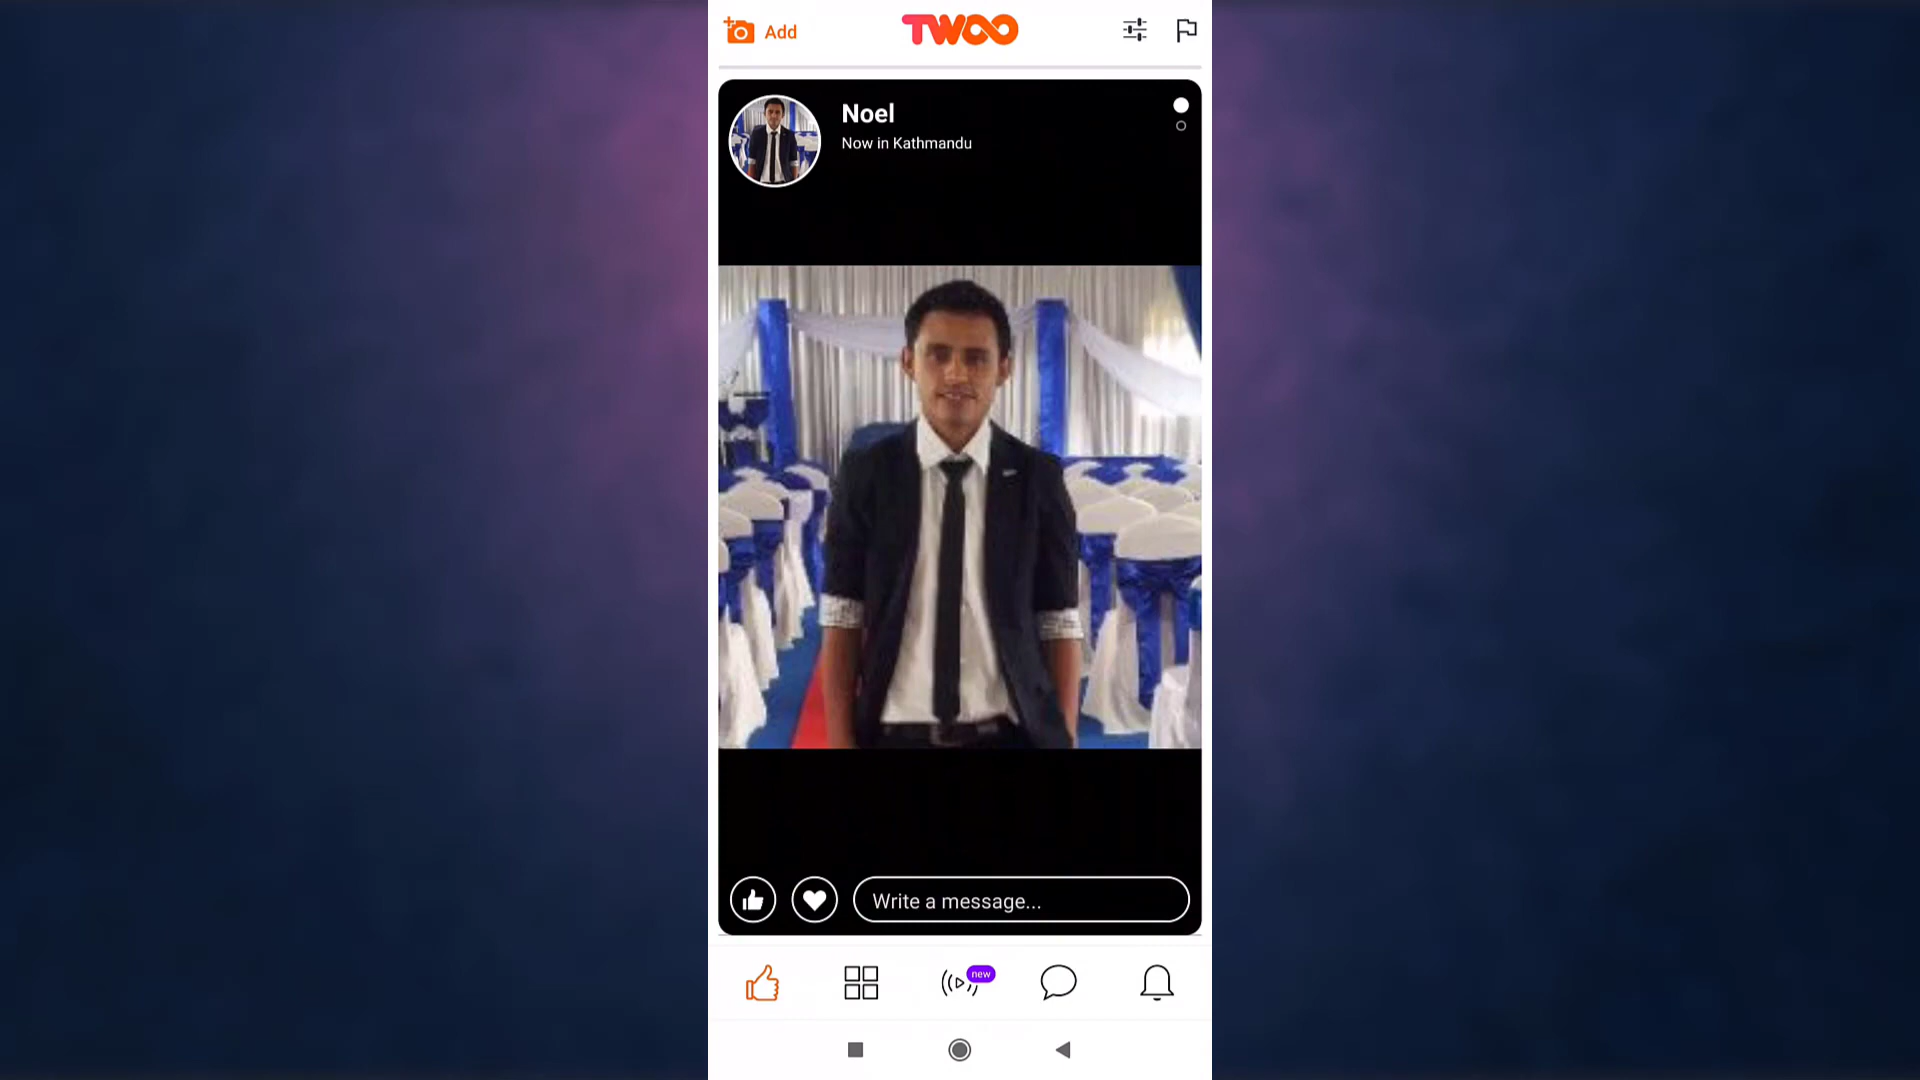 Add
TWOO
Noel
Now in Kathmandu
Write a message...
new